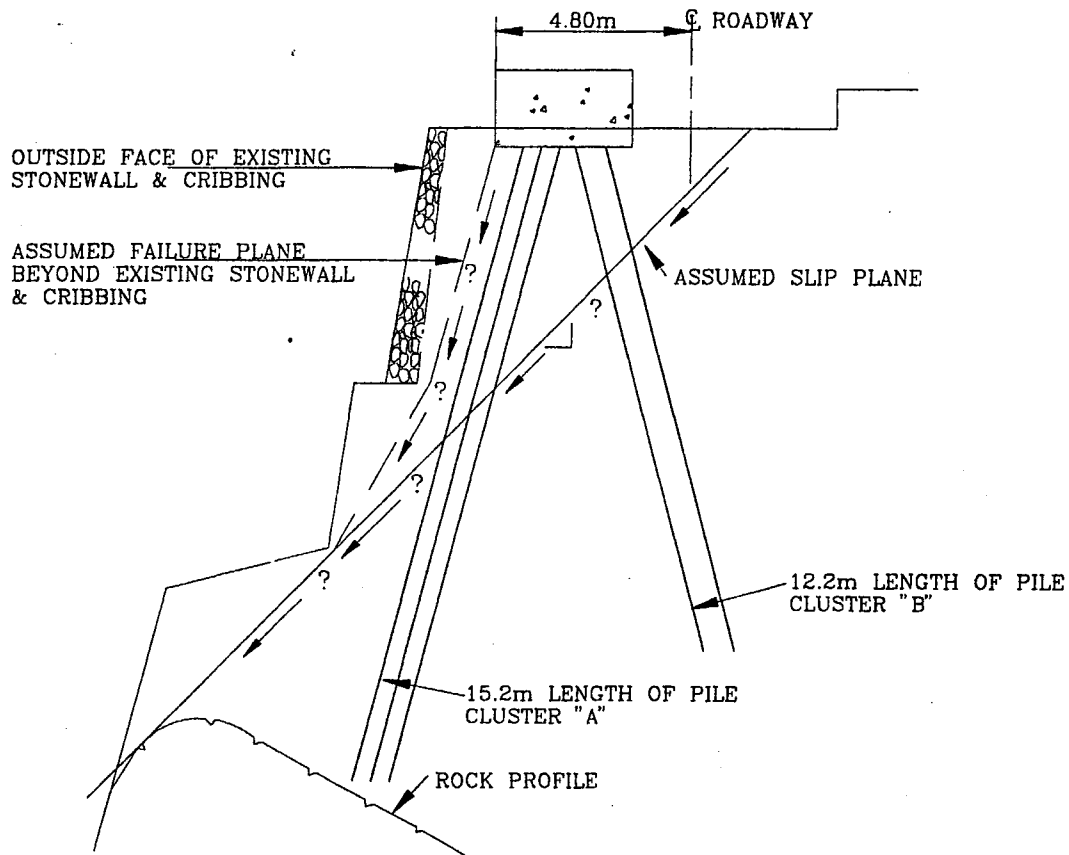 4.80m
℄ ROADWAY
OUTSIDE FACE OF EXISTING
STONEWALL & CRIBBING
ASSUMED FAILURE PLANE
BEYOND EXISTING STONEWALL
& CRIBBING
?
ASSUMED SLIP PLANE
?
?
?
?
12.2m LENGTH OF PILE
CLUSTER "B"
15.2m LENGTH OF PILE
CLUSTER "A"
ROCK PROFILE